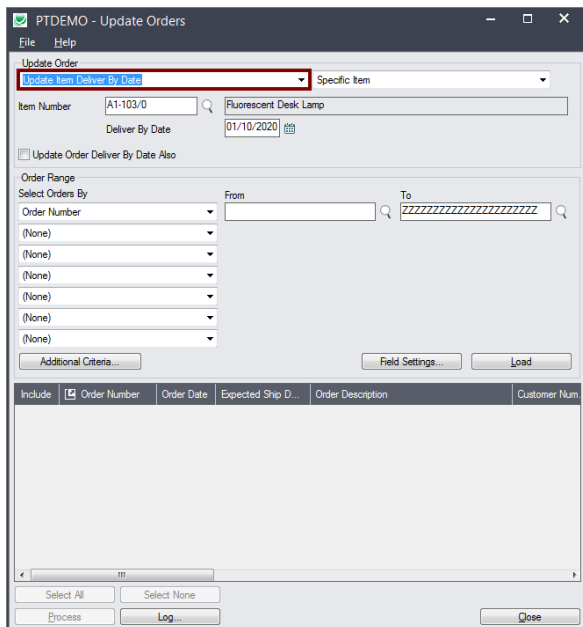 PTDEMO - Update Orders
File Help
Update Order
Update Item Deliver By Date Specific Item
Item Number A1-103/0 Fluorescent Desk Lamp
Deliver By Date 01/10/2020
Update Order Deliver By Date Also
Order Range
Select Orders By From To
Order Number ZZZZZZZZZZZZZZZZZZZZZZ
(None)
(None)
(None)
(None)
(None)
(None)
Additional Criteria... Field Settings... Load
Include Order Number Order Date Expected Ship D... Order Description Customer Num.
Select All Select None
Process Log... Close